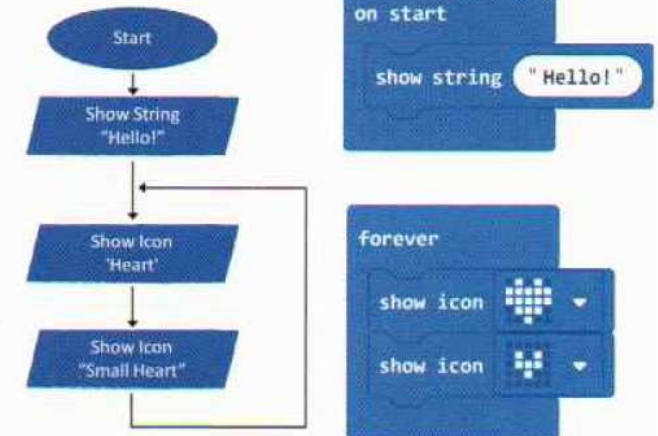 Start
Show String
"Hello!"
Show Icon
'Heart'
Show Icon
"Small Heart"
on start
show string "Hello!"
forever
show icon
show icon